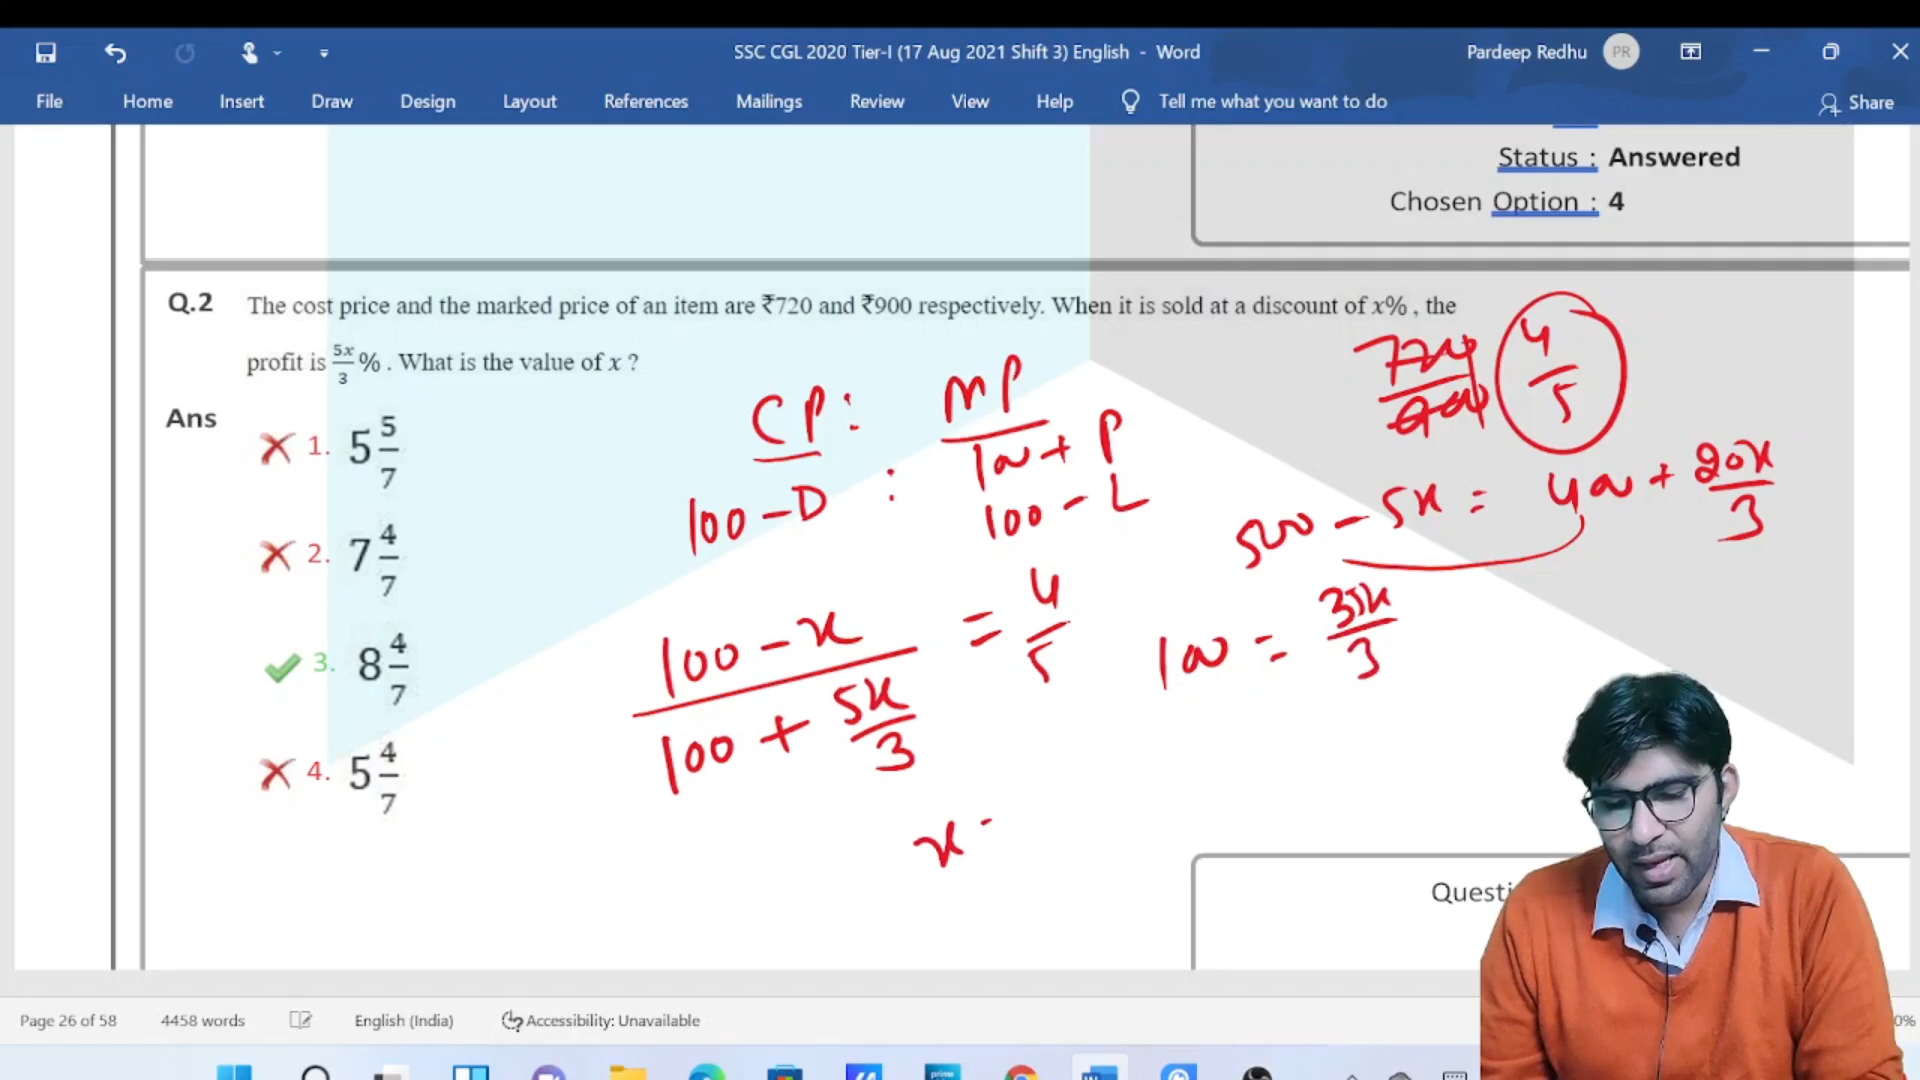 SSC CGL 2020 Tier-I (17 Aug 2021 Shift 3) English - Word
Pardeep Redhu PR
File Home Insert Draw Design Layout References Mailings Review View Help Tell me what you want to do Share
Status : Answered
Chosen Option : 4
Q.2 The cost price and the marked price of an item are ₹720 and ₹900 respectively. When it is sold at a discount of x% , the
profit is 5x/3 % . What is the value of x ?
Ans
1. 5 5/7
2. 7 4/7
3. 8 4/7
4. 5 4/7
CP : MP
100 - D : 100 + P
100 - L
720/900 4/5
500 - 5x = 400 + 20x/3
(100 - x)/(100 + 5x/3) = 4/5
100 = 35x/3
x -
Questi
Page 26 of 58 4458 words English (India) Accessibility: Unavailable 0%
prime